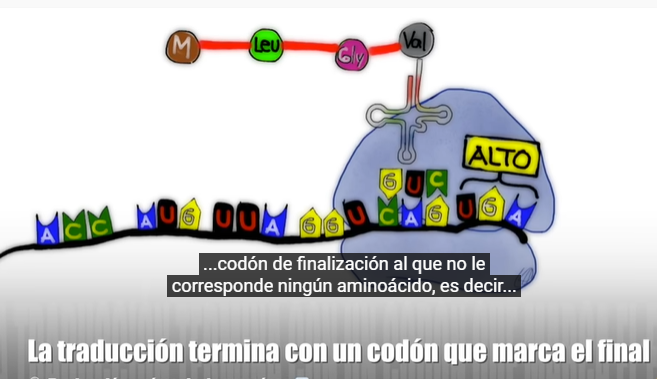 M Leu Gly Val
ALTO
G U C
A C C A U G U U A G G U C A G U G A
...codón de finalización al que no le
corresponde ningún aminoácido, es decir...
La traducción termina con un codón que marca el final